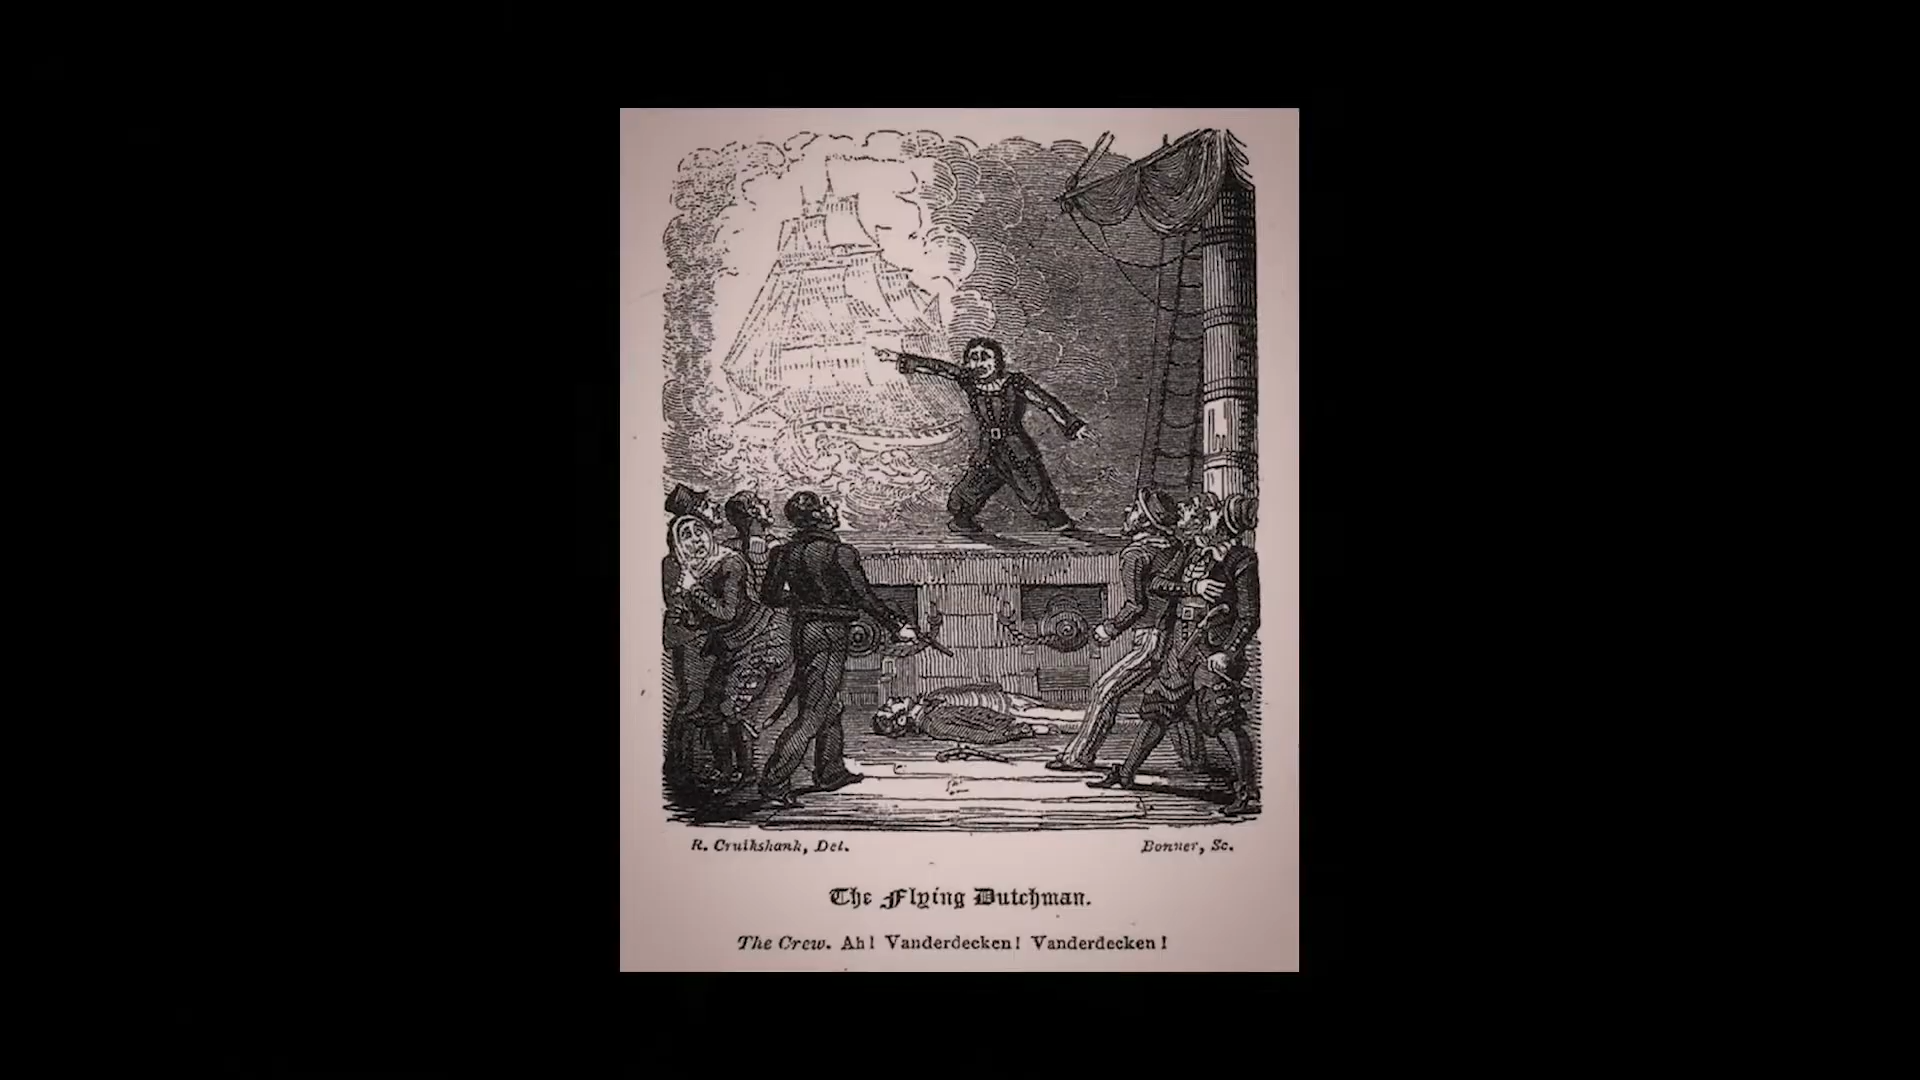 R. Cruikshank, Del.
Bonner, Sc.
The Flying Dutchman.
The Crew. Ah! Vanderdecken! Vanderdecken!